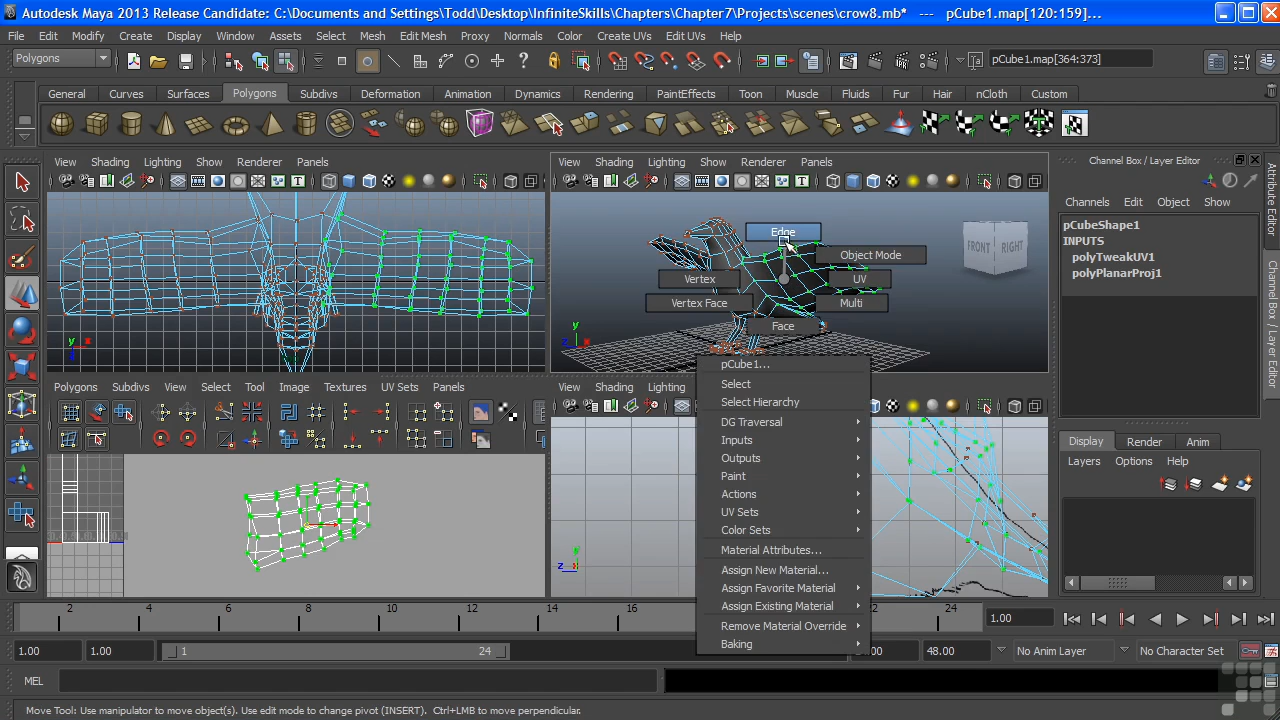 Autodesk Maya 2013 Release Candidate: C:\Documents and Settings\Todd\Desktop\InfiniteSkills\Chapters\Chapter7\Projects\scenes\crow8.mb* --- pCube1.map[120:159]...
File Edit Modify Create Display Window Assets Select Mesh Edit Mesh Proxy Normals Color Create UVs Edit UVs Help
Polygons
pCube1.map[364:373]
General Curves Surfaces Polygons Subdivs Deformation Animation Dynamics Rendering PaintEffects Toon Muscle Fluids Fur Hair nCloth Custom
View Shading Lighting Show Renderer Panels
View Shading Lighting Show Renderer Panels
Channel Box / Layer Editor
Channels Edit Object Show
pCubeShape1
INPUTS
polyTweakUV1
polyPlanarProj1
Attribute Editor
Channel Box / Layer Editor
FRONT RIGHT
Edge
Object Mode
Vertex
UV
Vertex Face
Multi
Face
y
x
z
y
z x
pCube1...
Select
Select Hierarchy
DG Traversal
Inputs
Outputs
Paint
Actions
UV Sets
Color Sets
Material Attributes...
Assign New Material...
Assign Favorite Material
Assign Existing Material
Remove Material Override
Baking
Polygons Subdivs View Select Tool Image Textures UV Sets Panels
View Shading Lighting
y
z x
Display Render Anim
Layers Options Help
2 4 6 8 10 12 14 16 22 24
1.00
1.00 1.00 1 24 48.00 No Anim Layer No Character Set
MEL
Move Tool: Use manipulator to move object(s). Use edit mode to change pivot (INSERT). Ctrl+LMB to move perpendicular.